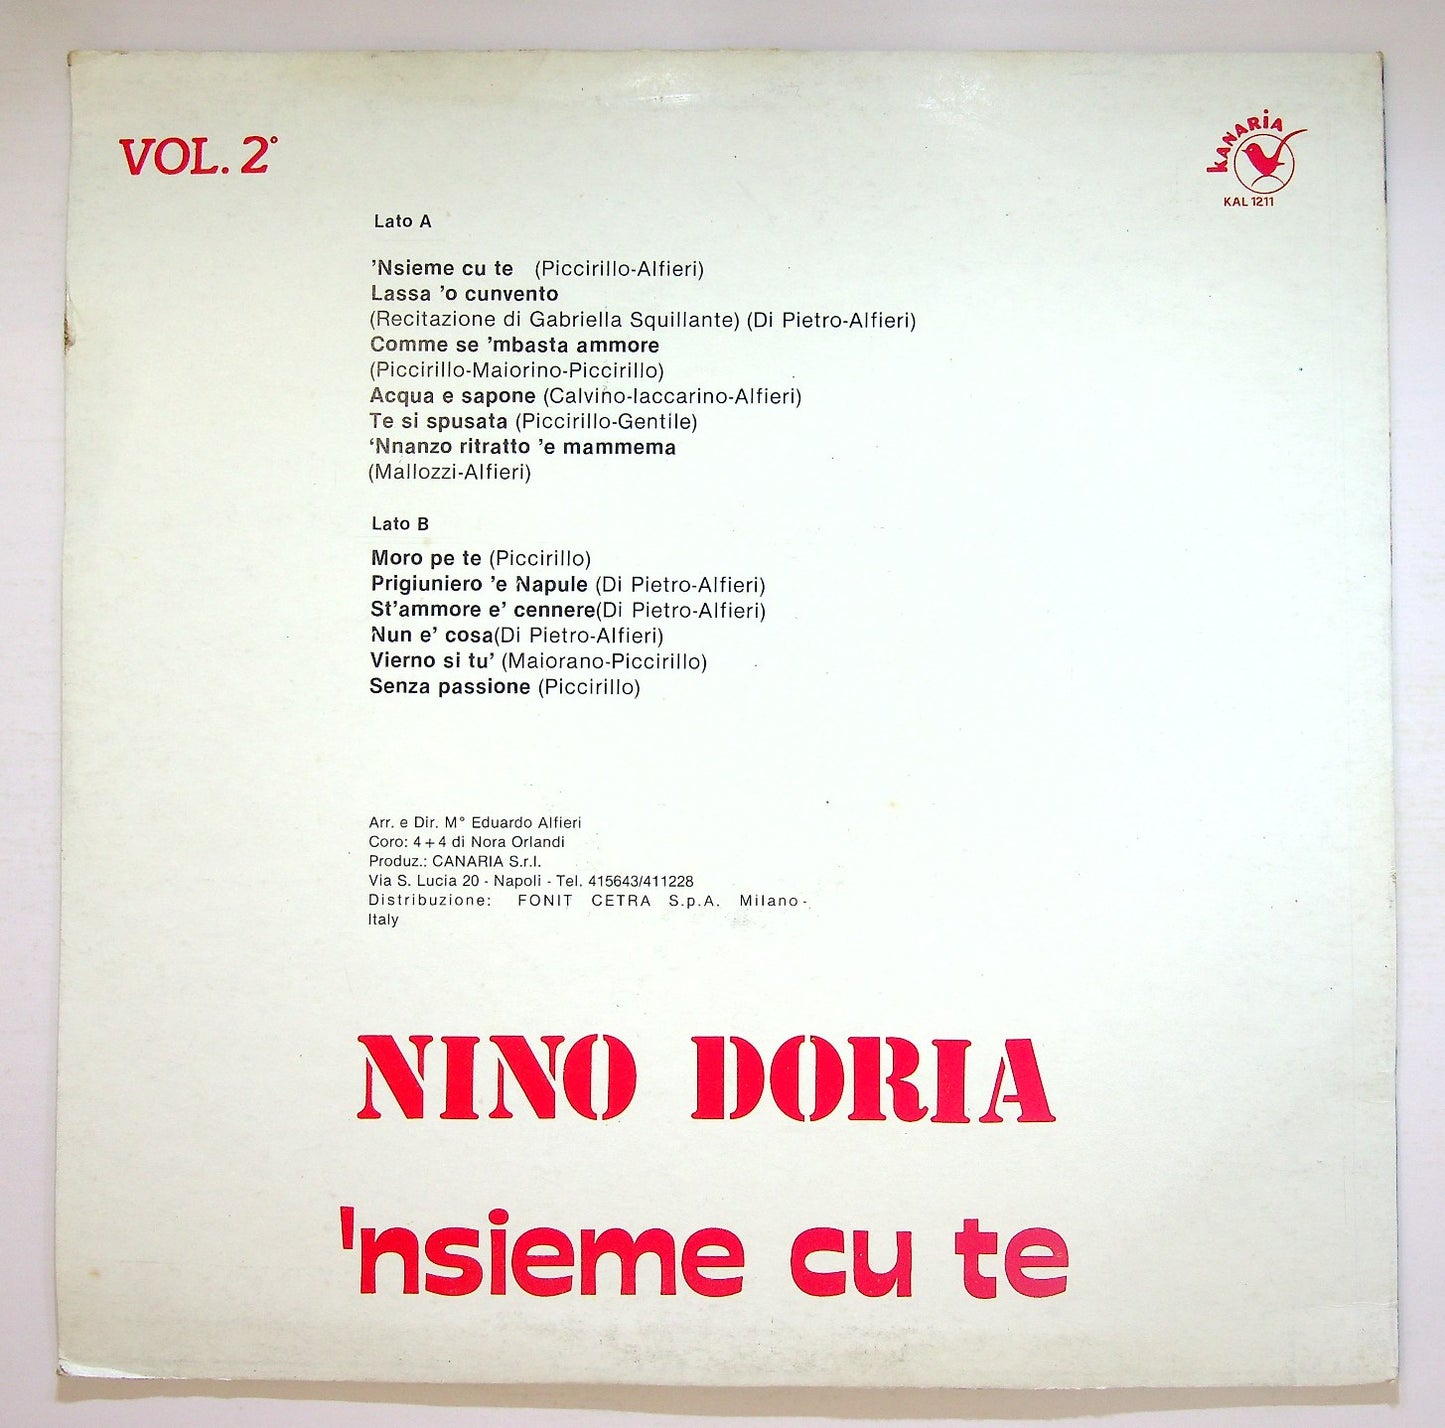 VOL. 2°
KANARIA
KAL 1211
Lato A
’Nsieme cu te (Piccirillo-Alfieri)
Lassa ’o cunvento
(Recitazione di Gabriella Squillante) (Di Pietro-Alfieri)
Comme se ’mbasta ammore
(Piccirillo-Maiorino-Piccirillo)
Acqua e sapone (Calvino-Iaccarino-Alfieri)
Te si spusata (Piccirillo-Gentile)
‘Nnanzo ritratto ’e mammema
(Mallozzi-Alfieri)
Lato B
Moro pe te (Piccirillo)
Prigiuniero ’e Napule (Di Pietro-Alfieri)
St’ammore e’ cennere(Di Pietro-Alfieri)
Nun e’ cosa(Di Pietro-Alfieri)
Vierno si tu’ (Maiorano-Piccirillo)
Senza passione (Piccirillo)
Arr. e Dir. M° Eduardo Alfieri
Coro: 4+4 di Nora Orlandi
Produz.: CANARIA S.r.l.
Via S. Lucia 20 - Napoli - Tel. 415643/411228
Distribuzione: FONIT CETRA S.p.A. Milano-
Italy
NINO DORIA
'nsieme cu te